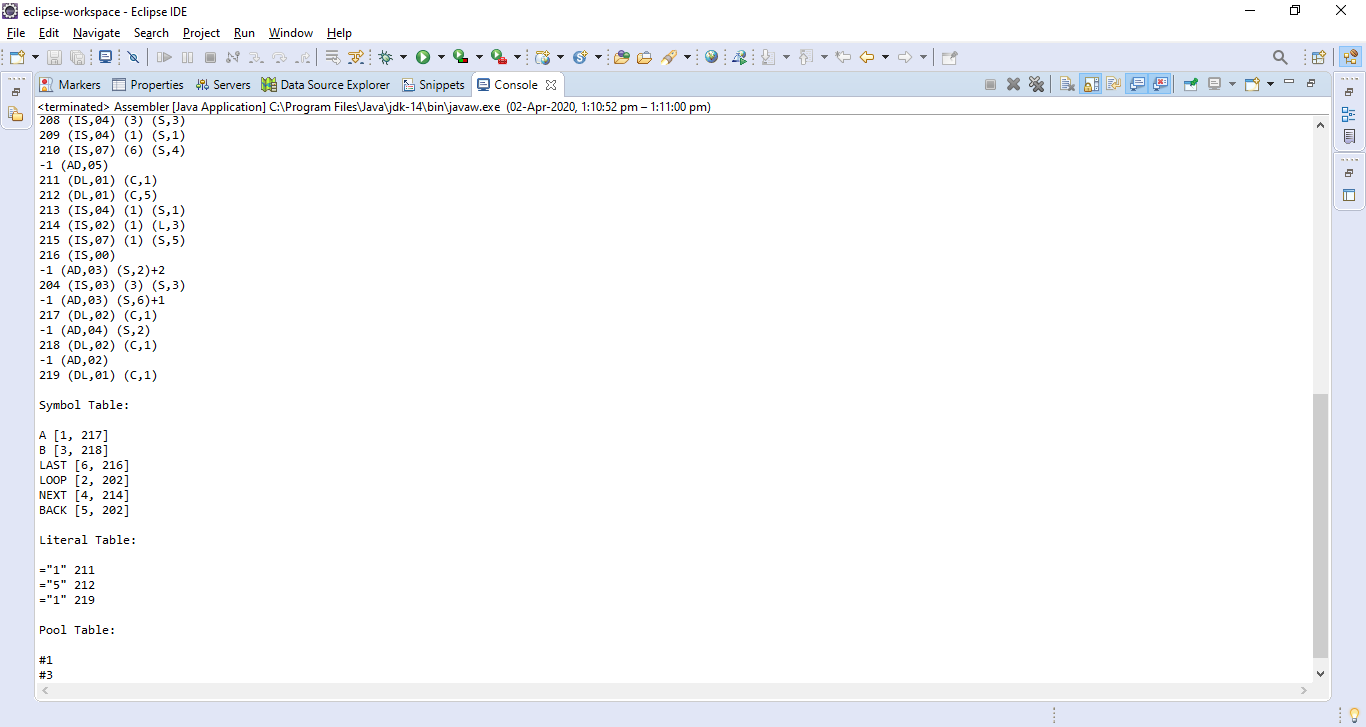 eclipse-workspace - Eclipse IDE
File Edit Navigate Search Project Run Window Help
Markers Properties Servers Data Source Explorer Snippets Console
<terminated> Assembler [Java Application] C:\Program Files\Java\jdk-14\bin\javaw.exe (02-Apr-2020, 1:10:52 pm – 1:11:00 pm)
208 (IS,04) (3) (S,3)
209 (IS,04) (1) (S,1)
210 (IS,07) (6) (S,4)
-1 (AD,05)
211 (DL,01) (C,1)
212 (DL,01) (C,5)
213 (IS,04) (1) (S,1)
214 (IS,02) (1) (L,3)
215 (IS,07) (1) (S,5)
216 (IS,00)
-1 (AD,03) (S,2)+2
204 (IS,03) (3) (S,3)
-1 (AD,03) (S,6)+1
217 (DL,02) (C,1)
-1 (AD,04) (S,2)
218 (DL,02) (C,1)
-1 (AD,02)
219 (DL,01) (C,1)
Symbol Table:
A [1, 217]
B [3, 218]
LAST [6, 216]
LOOP [2, 202]
NEXT [4, 214]
BACK [5, 202]
Literal Table:
="1" 211
="5" 212
="1" 219
Pool Table:
#1
#3